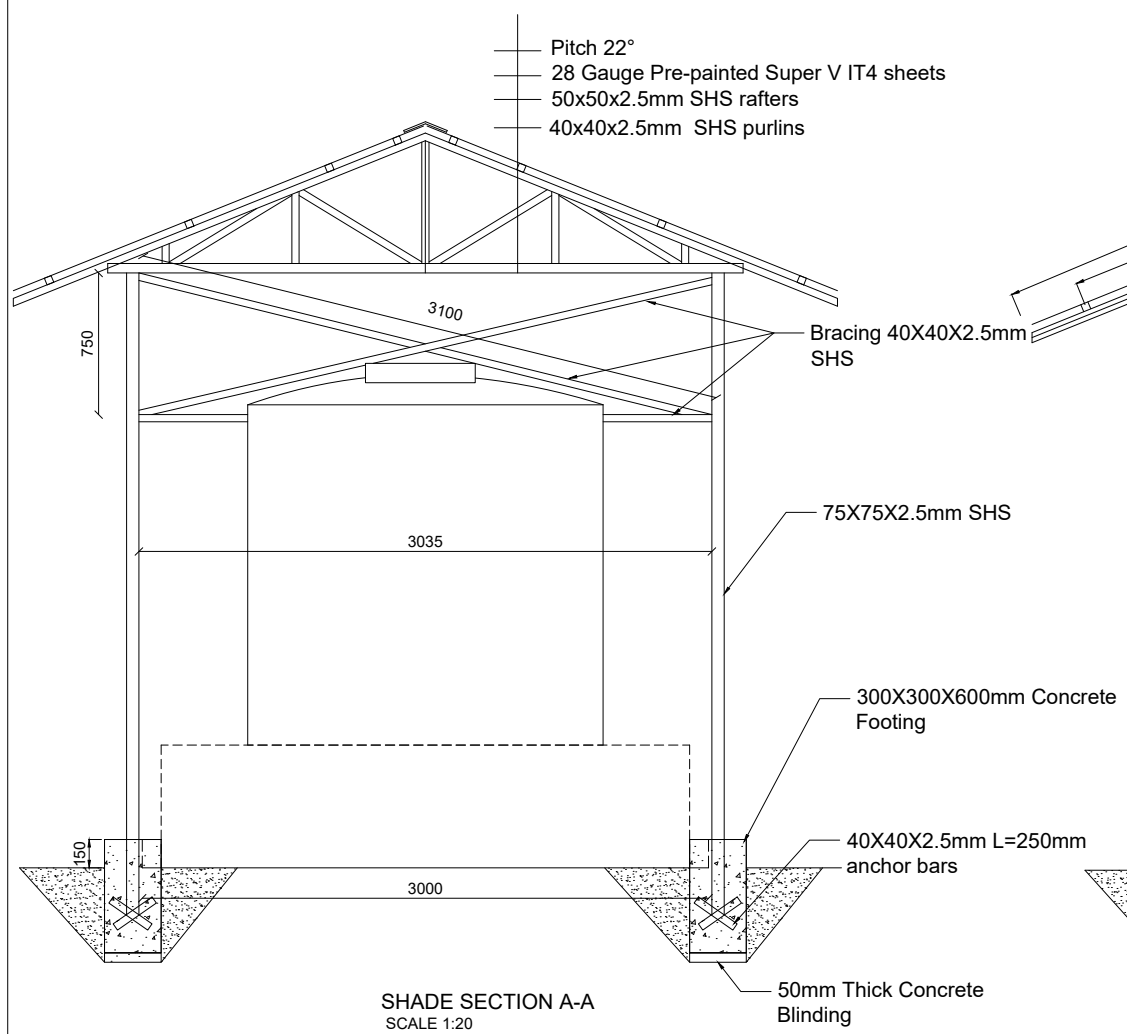 Pitch 22°
28 Gauge Pre-painted Super V IT4 sheets
50x50x2.5mm SHS rafters
40x40x2.5mm SHS purlins
3100
750
Bracing 40X40X2.5mm
SHS
75X75X2.5mm SHS
3035
300X300X600mm Concrete
Footing
150
40X40X2.5mm L=250mm
anchor bars
3000
50mm Thick Concrete
Blinding
SHADE SECTION A-A
SCALE 1:20